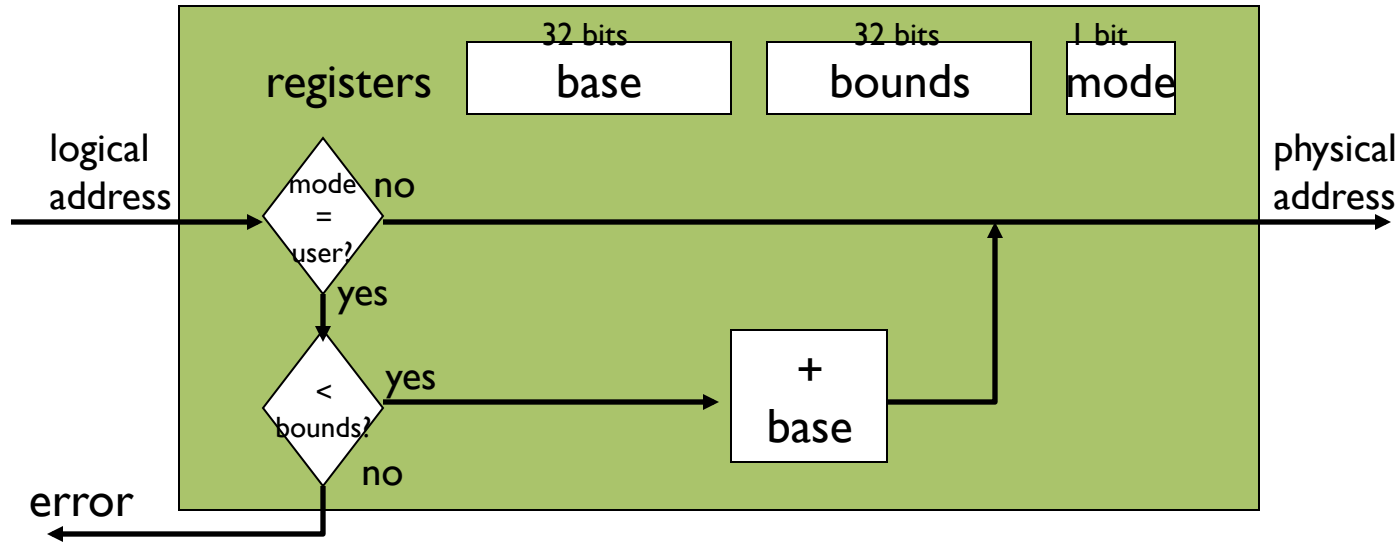 32 bits
32 bits
1 bit
registers
base
bounds
mode
logical
address
physical
address
mode
=
user?
no
yes
<
bounds?
yes
+
base
no
error